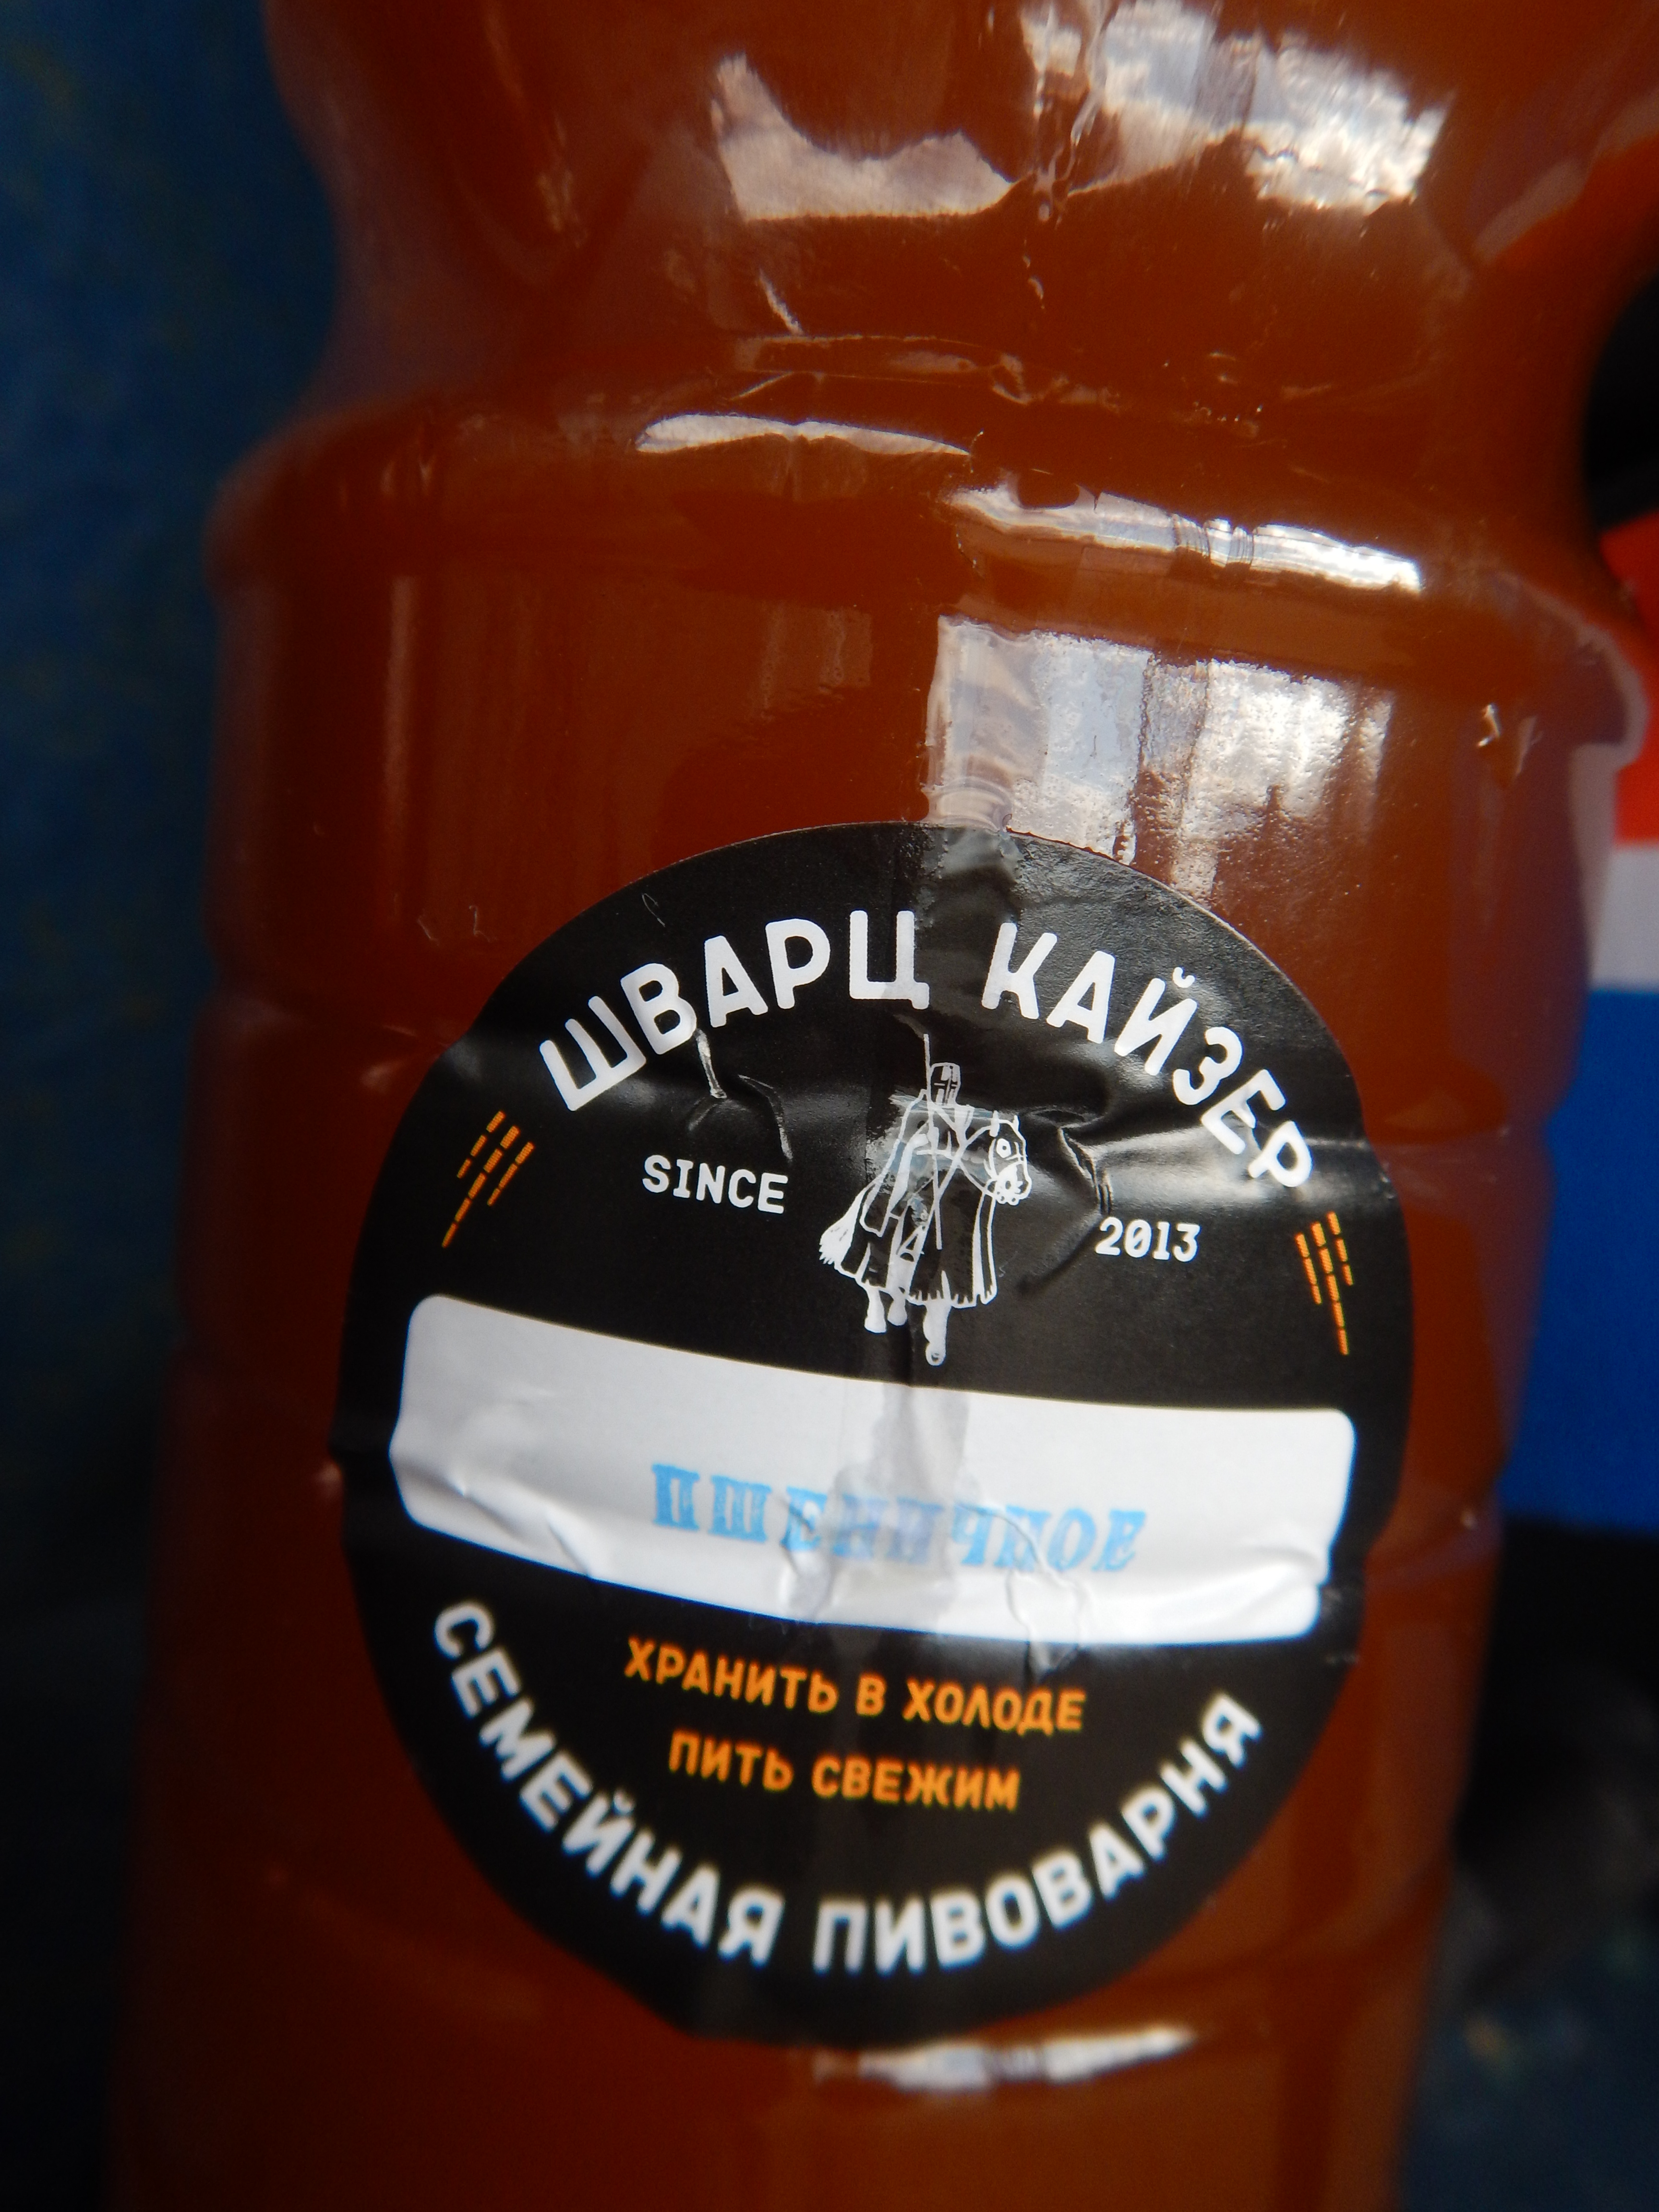 ШВАРЦ КАЙЗЕР
SINCE 2013
ПШЕНИЧНОЕ
ХРАНИТЬ В ХОЛОДЕ
ПИТЬ СВЕЖИМ
СЕМЕЙНАЯ ПИВОВАРНЯ